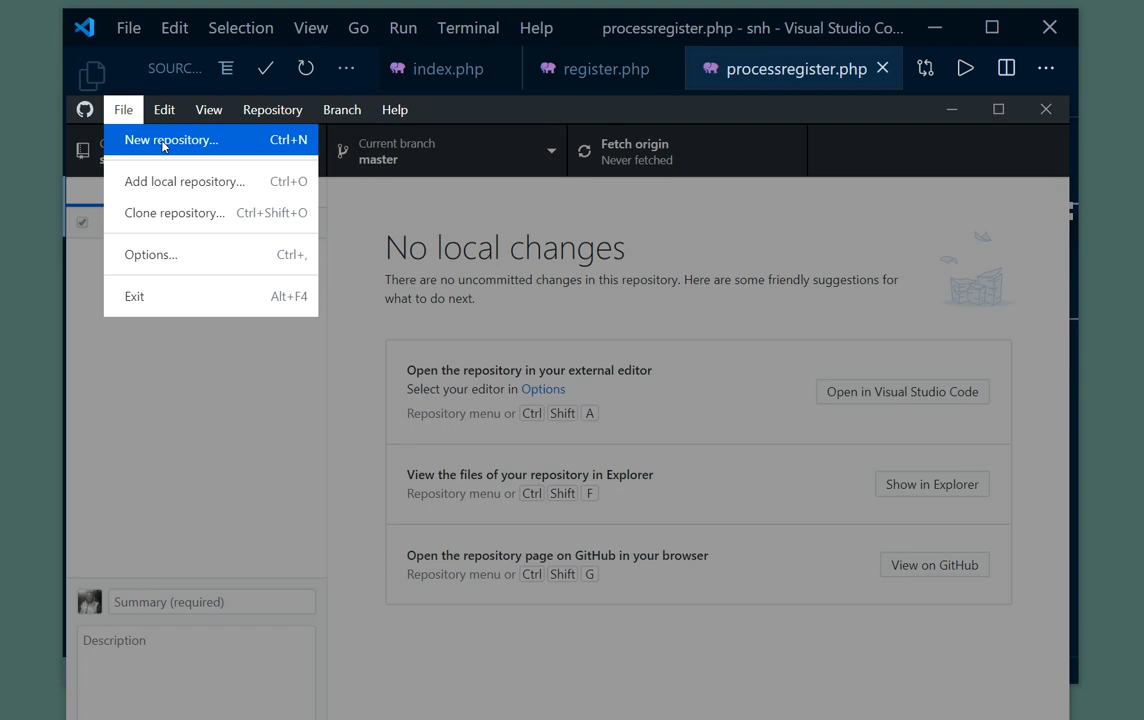 File Edit Selection View Go Run Terminal Help processregister.php - snh - Visual Studio Co...
SOURC... index.php register.php processregister.php
File Edit View Repository Branch Help
New repository... Ctrl+N
Add local repository... Ctrl+O
Clone repository... Ctrl+Shift+O
Options... Ctrl+,
Exit Alt+F4
Current branch
master
Fetch origin
Never fetched
No local changes
There are no uncommitted changes in this repository. Here are some friendly suggestions for
what to do next.
Open the repository in your external editor
Select your editor in Options
Repository menu or Ctrl Shift A
Open in Visual Studio Code
View the files of your repository in Explorer
Repository menu or Ctrl Shift F
Show in Explorer
Open the repository page on GitHub in your browser
Repository menu or Ctrl Shift G
View on GitHub
Summary (required)
Description